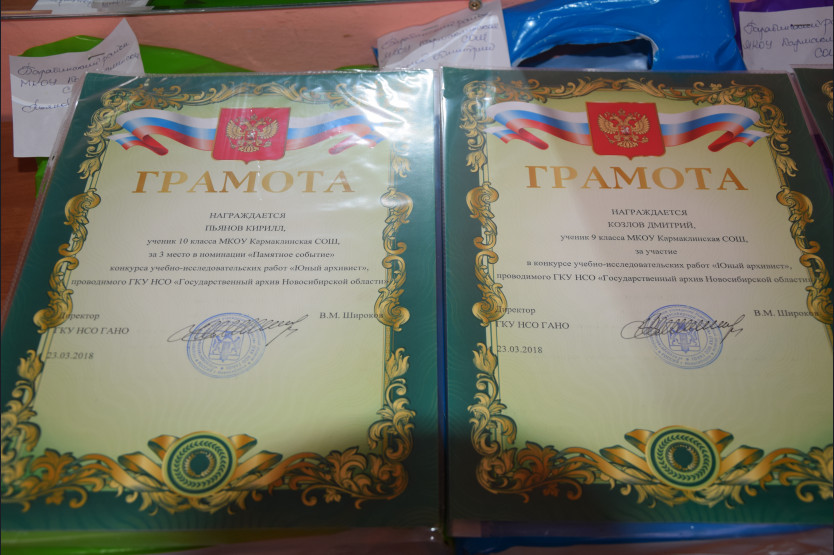 ГРАМОТА
НАГРАЖДАЕТСЯ
ПЬЯНОВ КИРИЛЛ,
ученик 10 класса МКОУ Кармаклинская СОШ,
за 3 место в номинации «Памятное событие»
конкурса учебно-исследовательских работ «Юный архивист»,
проводимого ГКУ НСО «Государственный архив Новосибирской области»
Директор
ГКУ НСО ГАНО
В.М. Широков
23.03.2018
ГРАМОТА
НАГРАЖДАЕТСЯ
КОЗЛОВ ДМИТРИЙ,
ученик 9 класса МКОУ Кармаклинская СОШ,
за участие
в конкурсе учебно-исследовательских работ «Юный архивист»,
проводимого ГКУ НСО «Государственный архив Новосибирской области»
Директор
ГКУ НСО ГАНО
В.М. Широков
23.03.2018